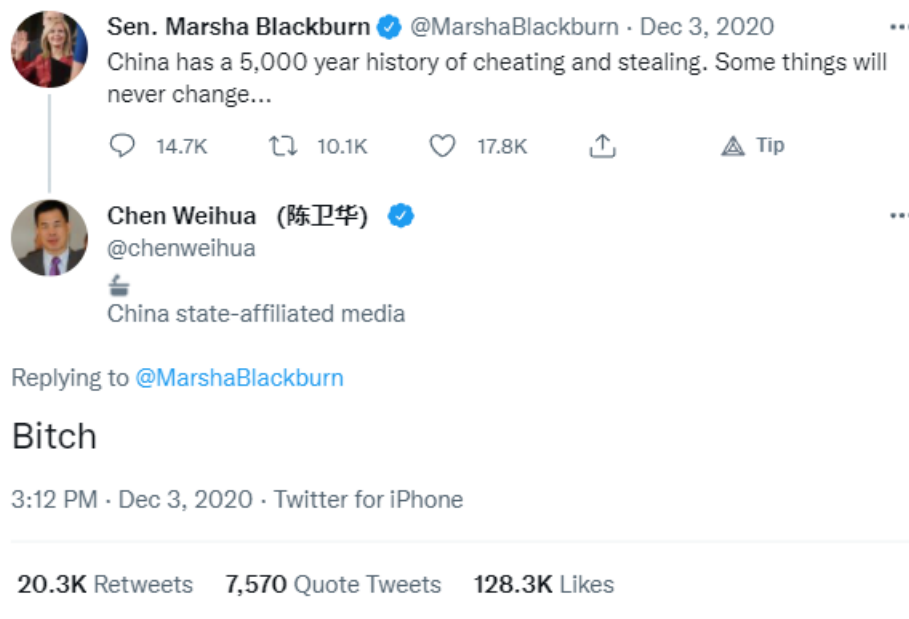 Sen. Marsha Blackburn @MarshaBlackburn · Dec 3, 2020
China has a 5,000 year history of cheating and stealing. Some things will
never change...
14.7K 10.1K 17.8K Tip
Chen Weihua (陈卫华)
@chenweihua
China state-affiliated media
Replying to @MarshaBlackburn
Bitch
3:12 PM · Dec 3, 2020 · Twitter for iPhone
20.3K Retweets 7,570 Quote Tweets 128.3K Likes